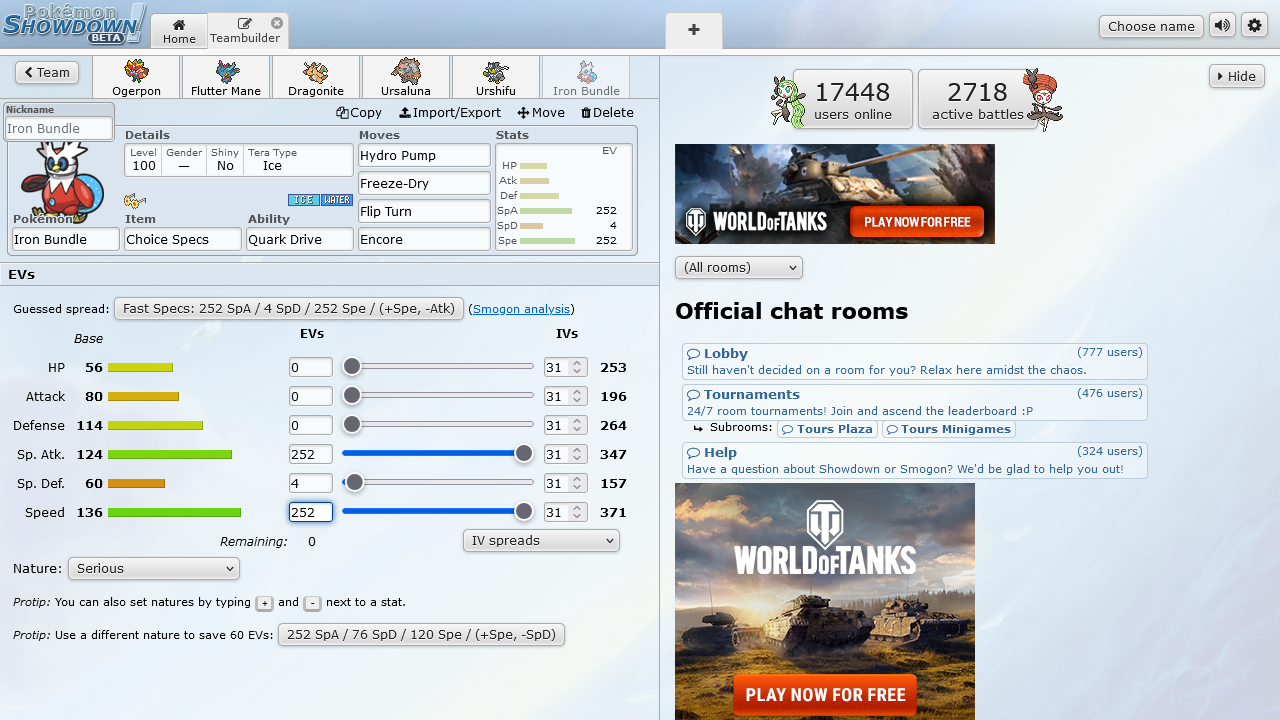 Pokémon
SHOWDOWN!
BETA
Home
Teambuilder
+
Choose name
Team
Ogerpon
Flutter Mane
Dragonite
Ursaluna
Urshifu
Iron Bundle
Hide
Nickname
Iron Bundle
Copy
Import/Export
Move
Delete
Details
Level
100
Gender
—
Shiny
No
Tera Type
Ice
ICE
WATER
Pokémon
Iron Bundle
Item
Choice Specs
Ability
Quark Drive
Moves
Hydro Pump
Freeze-Dry
Flip Turn
Encore
Stats
EV
HP
Atk
Def
SpA 252
SpD 4
Spe 252
EVs
Guessed spread: Fast Specs: 252 SpA / 4 SpD / 252 Spe / (+Spe, -Atk) (Smogon analysis)
Base EVs IVs
HP 56 0 31 253
Attack 80 0 31 196
Defense 114 0 31 264
Sp. Atk. 124 252 31 347
Sp. Def. 60 4 31 157
Speed 136 252 31 371
Remaining: 0
IV spreads
Nature: Serious
Protip: You can also set natures by typing + and - next to a stat.
Protip: Use a different nature to save 60 EVs: 252 SpA / 76 SpD / 120 Spe / (+Spe, -SpD)
17448
users online
2718
active battles
WORLD OF TANKS
PLAY NOW FOR FREE
(All rooms)
Official chat rooms
Lobby (777 users)
Still haven't decided on a room for you? Relax here amidst the chaos.
Tournaments (476 users)
24/7 room tournaments! Join and ascend the leaderboard :P
Subrooms: Tours Plaza Tours Minigames
Help (324 users)
Have a question about Showdown or Smogon? We'd be glad to help you out!
WORLD OF TANKS
PLAY NOW FOR FREE